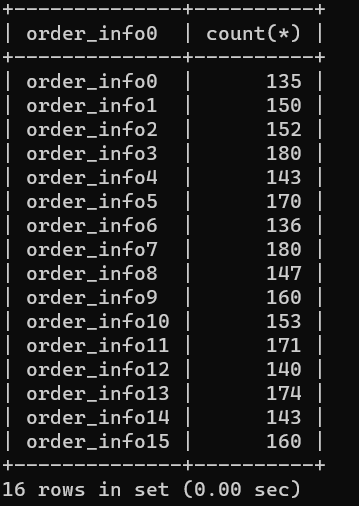 +--------------+----------+
| order_info0  | count(*) |
+--------------+----------+
| order_info0  |      135 |
| order_info1  |      150 |
| order_info2  |      152 |
| order_info3  |      180 |
| order_info4  |      143 |
| order_info5  |      170 |
| order_info6  |      136 |
| order_info7  |      180 |
| order_info8  |      147 |
| order_info9  |      160 |
| order_info10 |      153 |
| order_info11 |      171 |
| order_info12 |      140 |
| order_info13 |      174 |
| order_info14 |      143 |
| order_info15 |      160 |
+--------------+----------+
16 rows in set (0.00 sec)